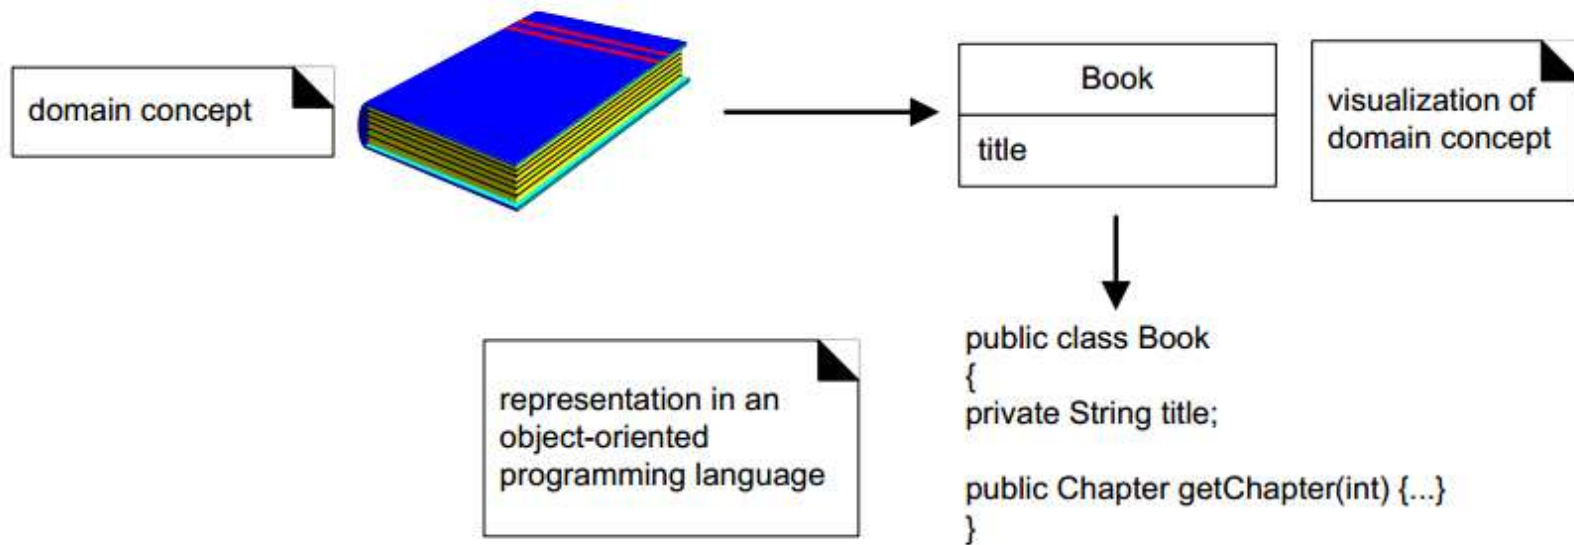 domain concept
Book
title
visualization of
domain concept
representation in an
object-oriented
programming language
public class Book
{
private String title;
public Chapter getChapter(int) {...}
}